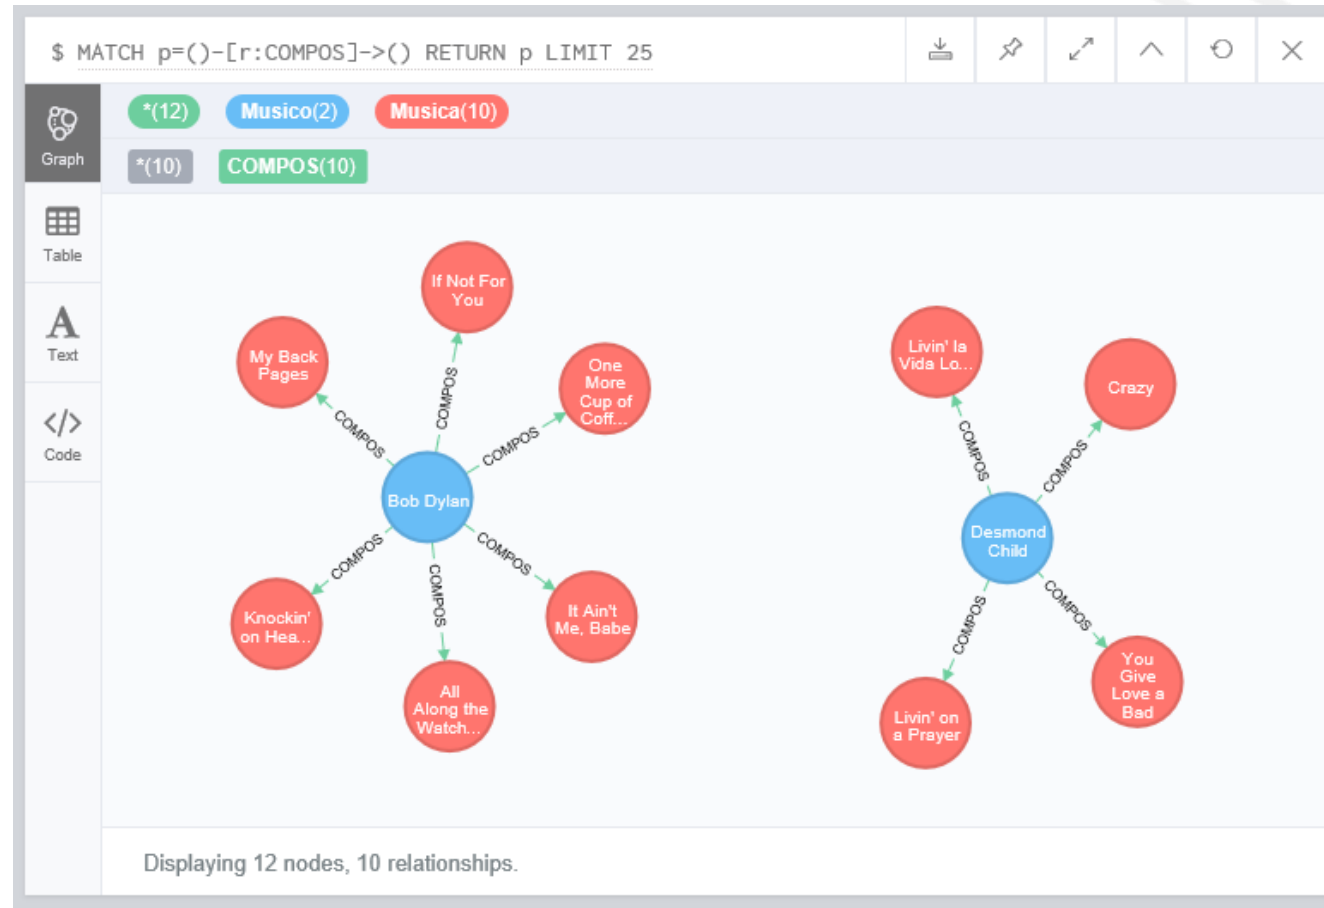 $ MATCH p=()-[r:COMPOS]->() RETURN p LIMIT 25
*(12) Musico(2) Musica(10)
*(10) COMPOS(10)
Graph
Table
Text
Code
If Not For
You
My Back
Pages
One
More
Cup of
Coff...
COMPOS
COMPOS
COMPOS
Bob Dylan
COMPOS
COMPOS
COMPOS
Knockin'
on Hea...
It Ain't
Me, Babe
All
Along the
Watch...
Livin' la
Vida Lo...
Crazy
COMPOS
COMPOS
Desmond
Child
COMPOS
COMPOS
You
Give
Love a
Bad
Livin' on
a Prayer
Displaying 12 nodes, 10 relationships.